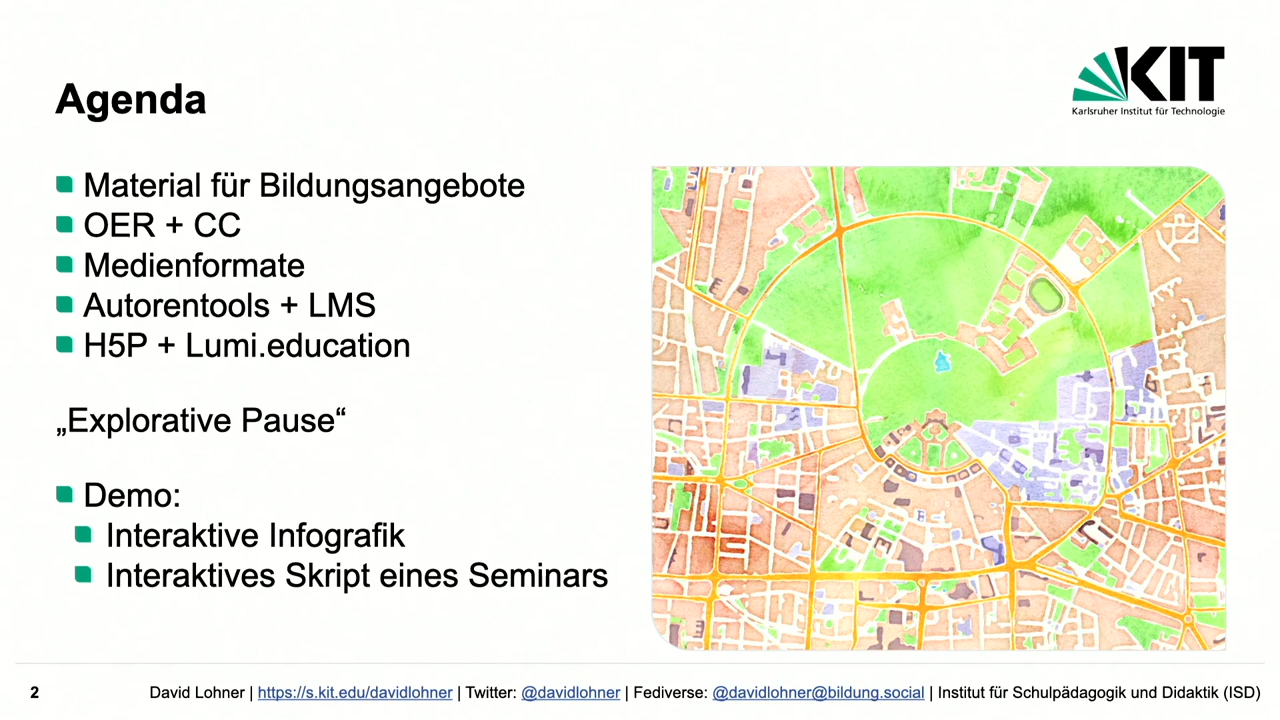 Agenda
KIT
Karlsruher Institut für Technologie
Material für Bildungsangebote
OER + CC
Medienformate
Autorentools + LMS
H5P + Lumi.education
„Explorative Pause“
Demo:
Interaktive Infografik
Interaktives Skript eines Seminars
2
David Lohner | https://s.kit.edu/davidlohner | Twitter: @davidlohner | Fediverse: @davidlohner@bildung.social | Institut für Schulpädagogik und Didaktik (ISD)